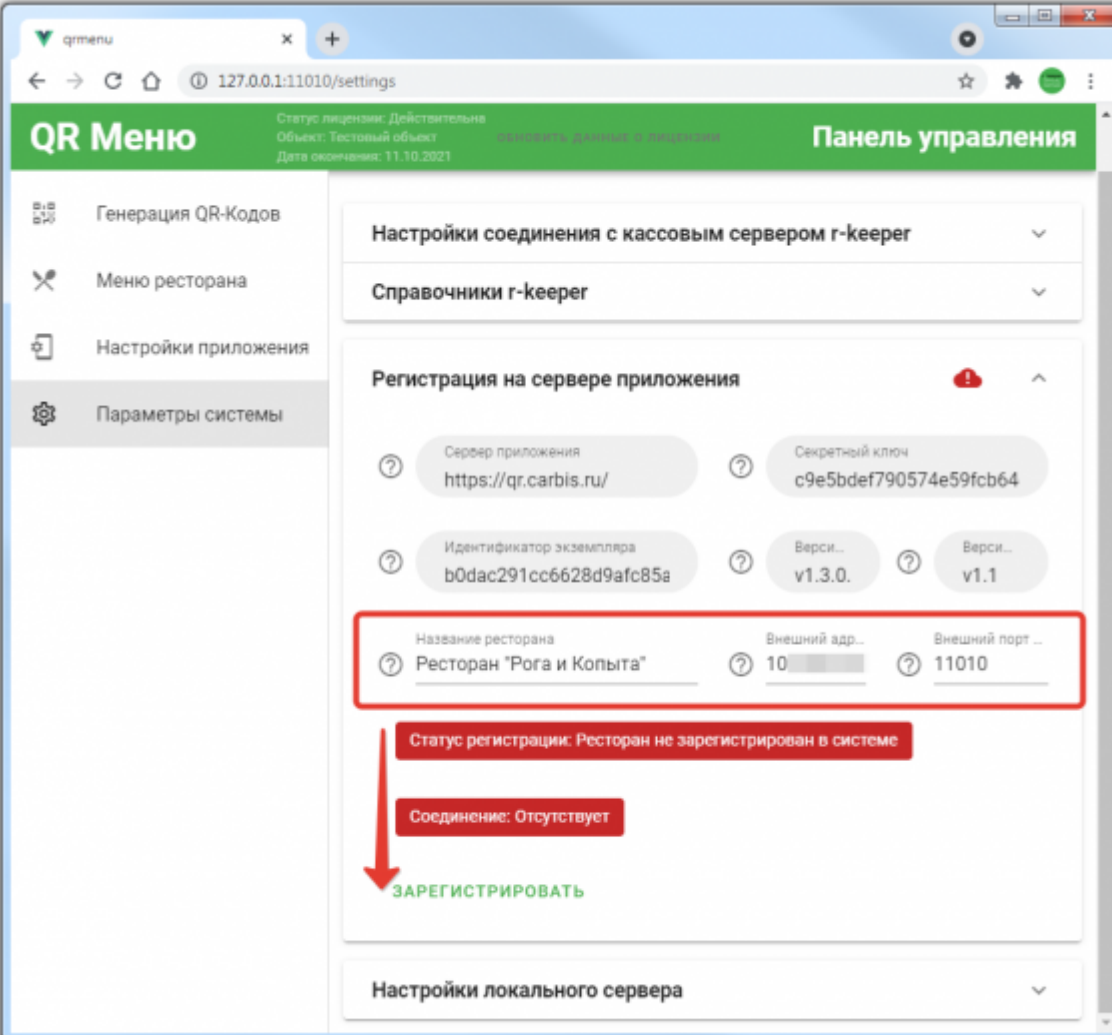 qrmenu
127.0.0.1:11010/settings
QR Меню
Статус лицензии: Действительна
Объект: Тестовый объект
Дата окончания: 11.10.2021
ОБНОВИТЬ ДАННЫЕ О ЛИЦЕНЗИИ
Панель управления
Генерация QR-Кодов
Меню ресторана
Настройки приложения
Параметры системы
Настройки соединения с кассовым сервером r-keeper
Справочники r-keeper
Регистрация на сервере приложения
Сервер приложения
https://qr.carbis.ru/
Секретный ключ
c9e5bdef790574e59fcb64
Идентификатор экземпляра
b0dac291cc6628d9afc85a
Верси...
v1.3.0.
Верси...
v1.1
Название ресторана
Ресторан "Рога и Копыта"
Внешний адр...
10
Внешний порт ...
11010
Статус регистрации: Ресторан не зарегистрирован в системе
Соединение: Отсутствует
ЗАРЕГИСТРИРОВАТЬ
Настройки локального сервера